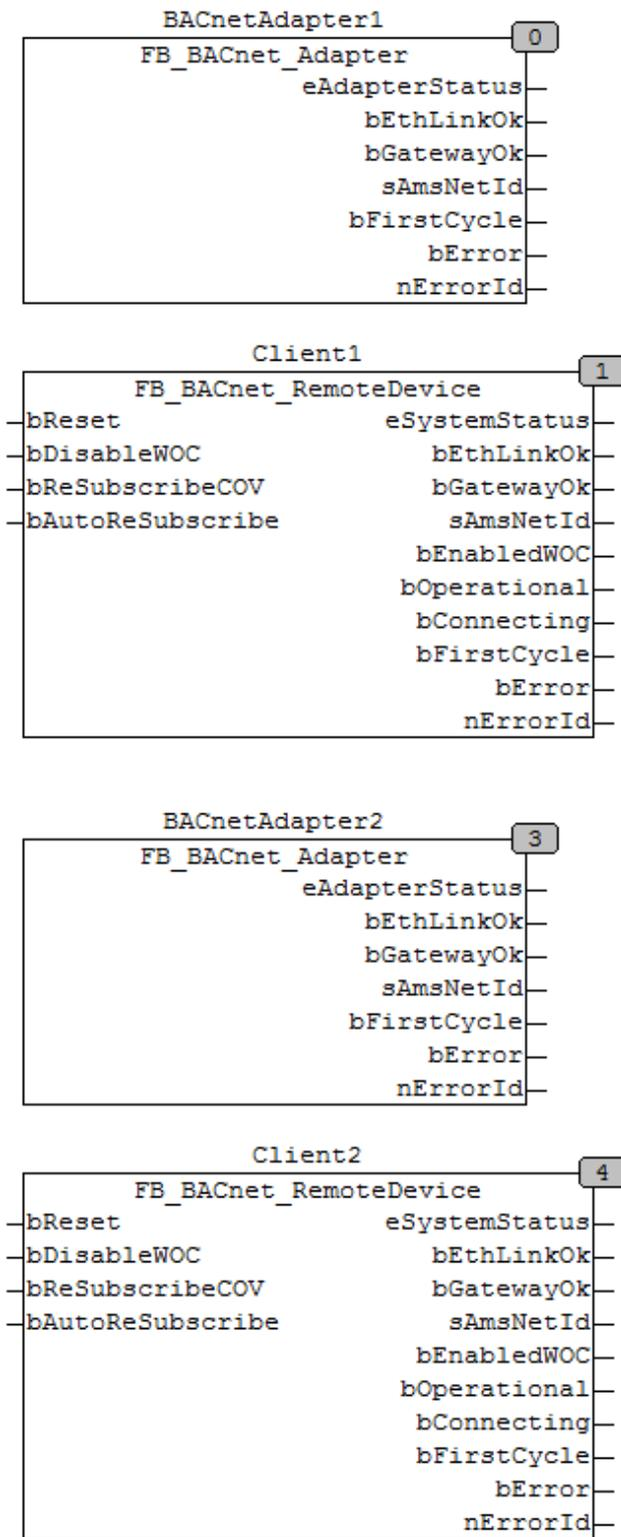 BACnetAdapter1
0
FB_BACnet_Adapter
eAdapterStatus
bEthLinkOk
bGatewayOk
sAmsNetId
bFirstCycle
bError
nErrorId
Client1
1
FB_BACnet_RemoteDevice
bReset eSystemStatus
bDisableWOC bEthLinkOk
bReSubscribeCOV bGatewayOk
bAutoReSubscribe sAmsNetId
bEnabledWOC
bOperational
bConnecting
bFirstCycle
bError
nErrorId
BACnetAdapter2
3
FB_BACnet_Adapter
eAdapterStatus
bEthLinkOk
bGatewayOk
sAmsNetId
bFirstCycle
bError
nErrorId
Client2
4
FB_BACnet_RemoteDevice
bReset eSystemStatus
bDisableWOC bEthLinkOk
bReSubscribeCOV bGatewayOk
bAutoReSubscribe sAmsNetId
bEnabledWOC
bOperational
bConnecting
bFirstCycle
bError
nErrorId